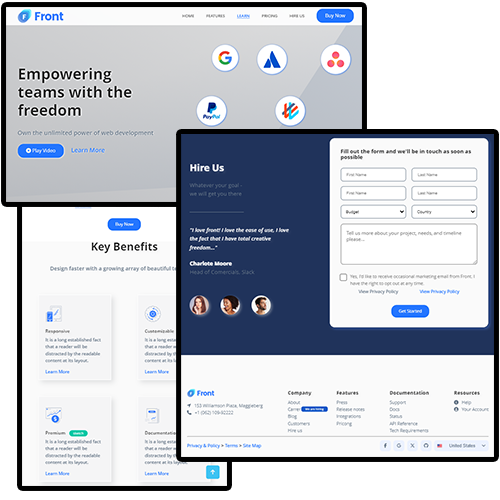 Front
HOME FEATURES LEARN PRICING HIRE US Buy Now
Empowering
teams with the
freedom
Own the unlimited power of web development
Play Video Learn More
PayPal
Buy Now
Key Benefits
Design faster with a growing array of beautiful
Responsive
It is a long established fact
that a reader will be
distracted by the readable
content at its layout.
Learn More
Customizable
It is a long
that a reader
distracted by
content at its
Learn More
Premium
It is a long established fact
that a reader will be
distracted by the readable
content at its layout.
Learn More
Documentation
It is a long
that a reader
distracted by
content at its
Learn More
Hire Us
Whatever your goal -
we will get you there
"I love front! I love the ease of use, I love
the fact that I have total creative
freedom..."
Charlote Moore
Head of Comercials, Slack
Fill out the form and we'll be in touch as soon as
possible
First Name Last Name
First Name Last Name
Budget Country
Tell us more about your project, needs, and timeline
please...
Yes, I'd like to receive occasional marketing email from Front. I
have the right to opt out at any time.
View Privacy Policy View Privacy Policy
Get Started
Front
153 Williamson Plaza, Maggieberg
+1 (062) 109-92222
Company
About
We are hiring
Blog
Customers
Hire us
Features
Press
Release notes
Integrations
Pricing
Documentation
Support
Docs
Status
API Reference
Tech Requirements
Resources
Help
Your Account
Privacy & Policy > Terms > Site Map
United States